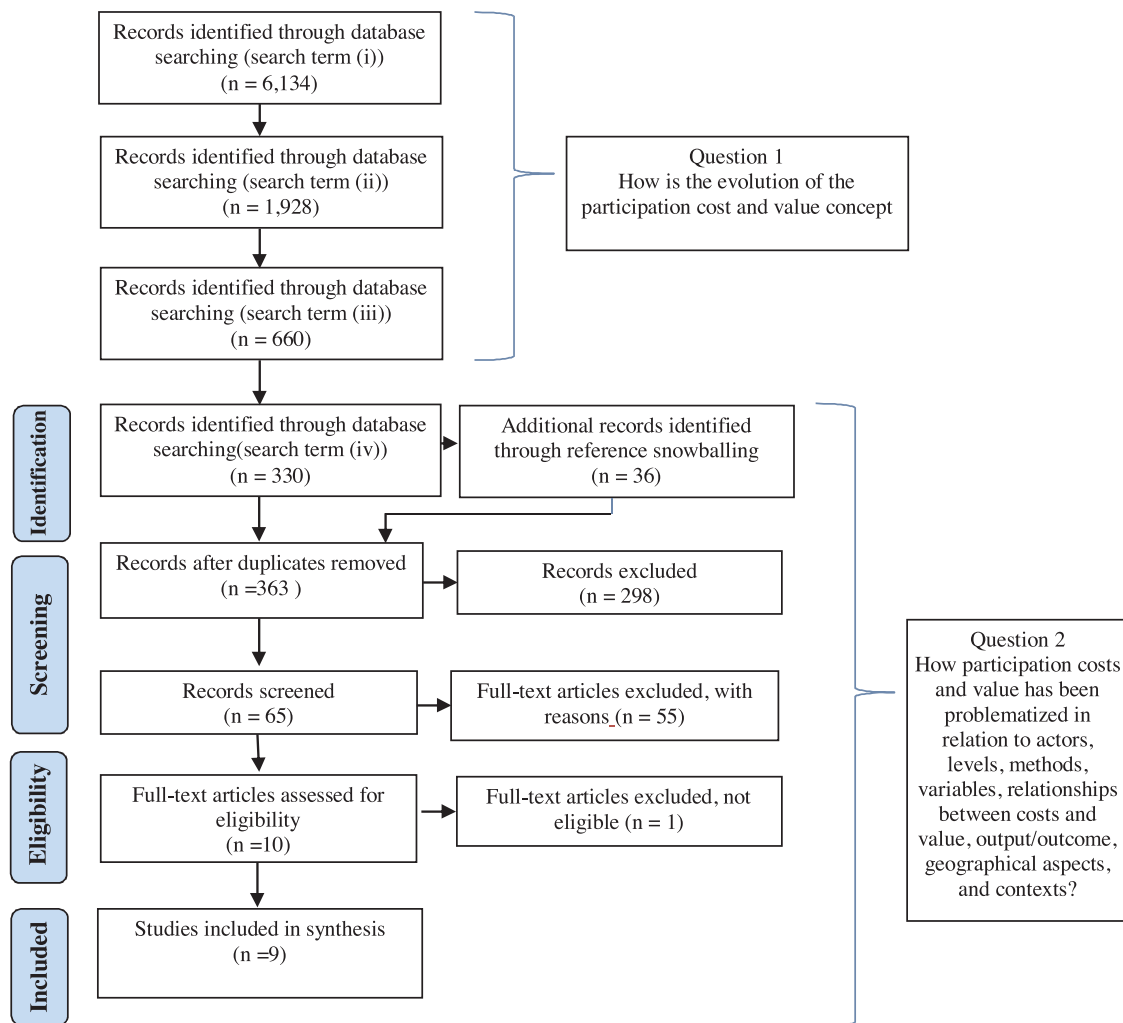 Records identified through database
searching (search term (i))
(n = 6,134)
Records identified through database
searching (search term (ii))
(n = 1,928)
Records identified through database
searching (search term (iii))
(n = 660)
Question 1
How is the evolution of the
participation cost and value concept
Identification
Records identified through database
searching(search term (iv))
(n = 330)
Additional records identified
through reference snowballing
(n = 36)
Screening
Records after duplicates removed
(n =363 )
Records excluded
(n = 298)
Records screened
(n = 65)
Full-text articles excluded, with
reasons (n = 55)
Eligibility
Full-text articles assessed for
eligibility
(n =10)
Full-text articles excluded, not
eligible (n = 1)
Included
Studies included in synthesis
(n =9)
Question 2
How participation costs
and value has been
problematized in
relation to actors,
levels, methods,
variables, relationships
between costs and
value, output/outcome,
geographical aspects,
and contexts?